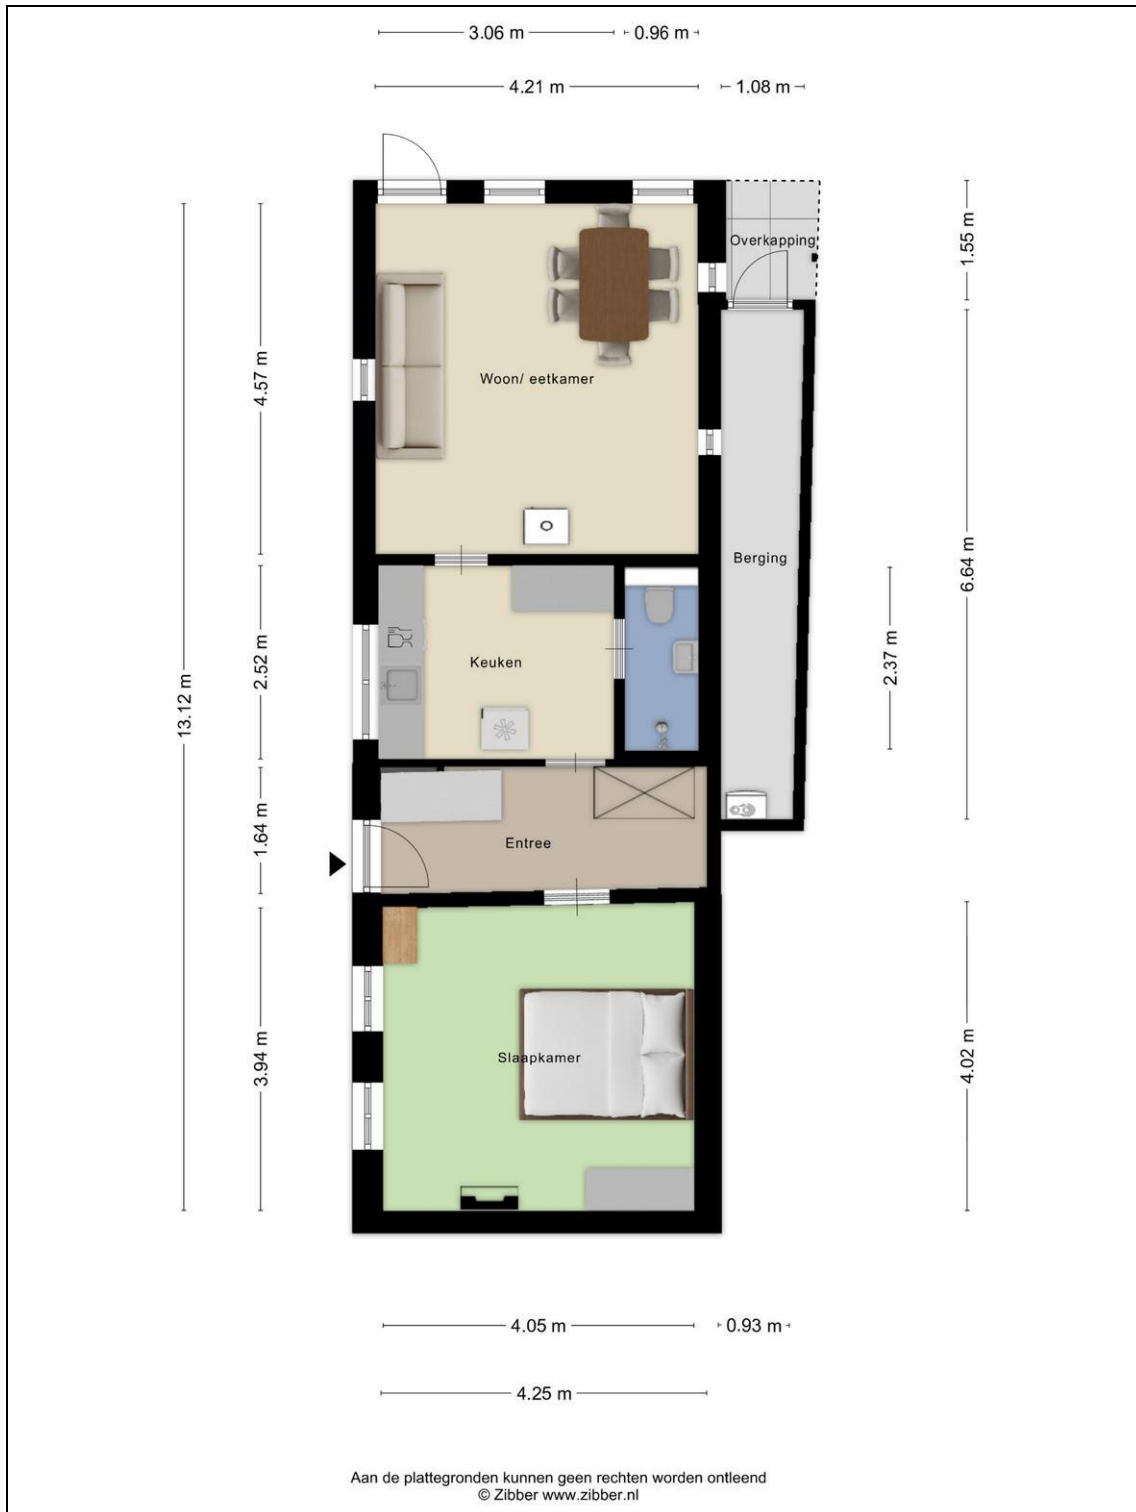 3.06 m
0.96 m
4.21 m
1.08 m
Overkapping
1.55 m
4.57 m
Woon/ eetkamer
Berging
6.64 m
2.52 m
Keuken
2.37 m
13.12 m
1.64 m
Entree
3.94 m
Slaapkamer
4.02 m
4.05 m
0.93 m
4.25 m
Aan de plattegronden kunnen geen rechten worden ontleend
© Zibber www.zibber.nl